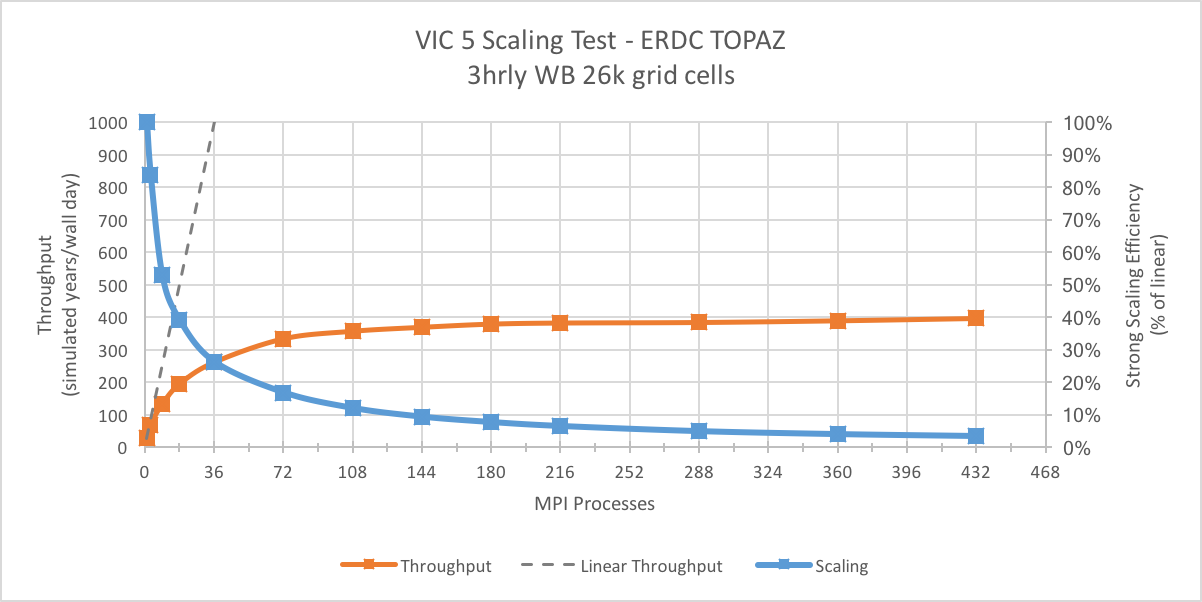 VIC 5 Scaling Test - ERDC TOPAZ
3hrly WB 26k grid cells
Throughput
(simulated years/wall day)
1000
900
800
700
600
500
400
300
200
100
0
100%
90%
80%
70%
60%
50%
40%
30%
20%
10%
0%
Strong Scaling Efficiency
(% of linear)
0 36 72 108 144 180 216 252 288 324 360 396 432 468
MPI Processes
Throughput Linear Throughput Scaling